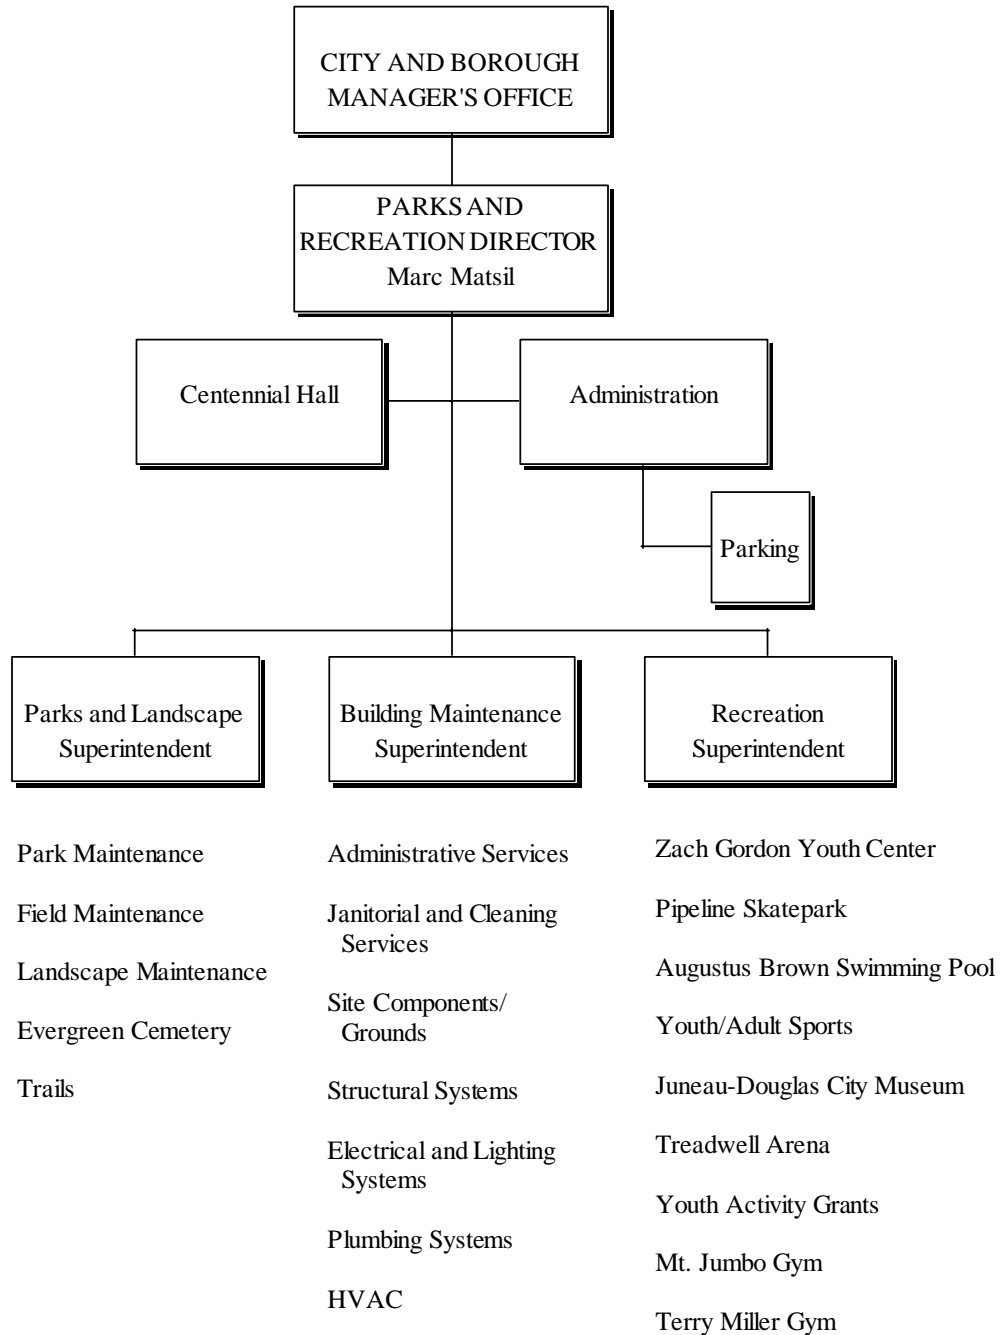 CITY AND BOROUGH
MANAGER'S OFFICE
PARKS AND
RECREATION DIRECTOR
Marc Matsil
Centennial Hall
Administration
Parking
Parks and Landscape
Superintendent
Building Maintenance
Superintendent
Recreation
Superintendent
Park Maintenance
Field Maintenance
Landscape Maintenance
Evergreen Cemetery
Trails
Administrative Services
Janitorial and Cleaning
Services
Site Components/
Grounds
Structural Systems
Electrical and Lighting
Systems
Plumbing Systems
HVAC
Zach Gordon Youth Center
Pipeline Skatepark
Augustus Brown Swimming Pool
Youth/Adult Sports
Juneau-Douglas City Museum
Treadwell Arena
Youth Activity Grants
Mt. Jumbo Gym
Terry Miller Gym